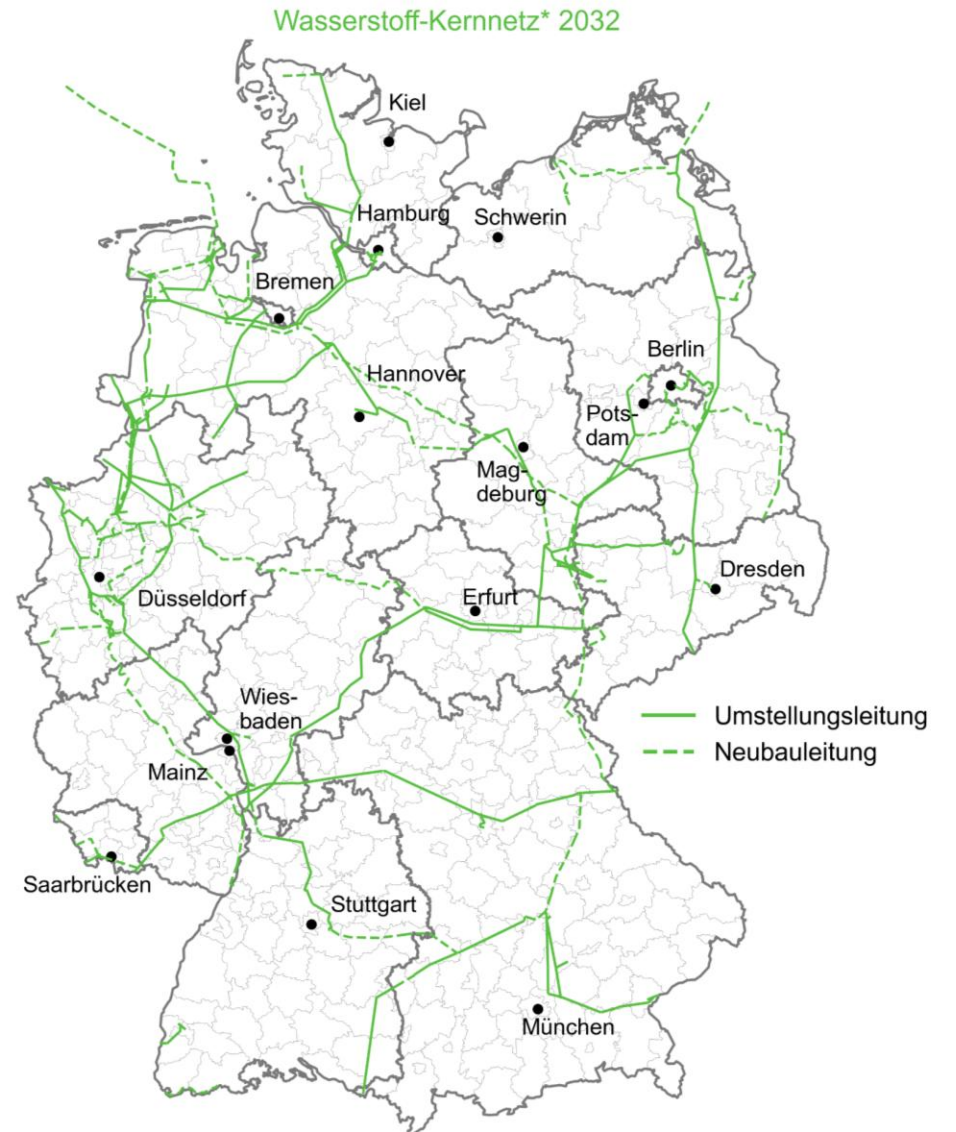 Wasserstoff-Kernnetz* 2032
Kiel
Hamburg
Schwerin
Bremen
Berlin
Hannover
Pots-
dam
Mag-
deburg
Dresden
Düsseldorf
Erfurt
Wies-
baden
Umstellungsleitung
Neubauleitung
Mainz
Saarbrücken
Stuttgart
München